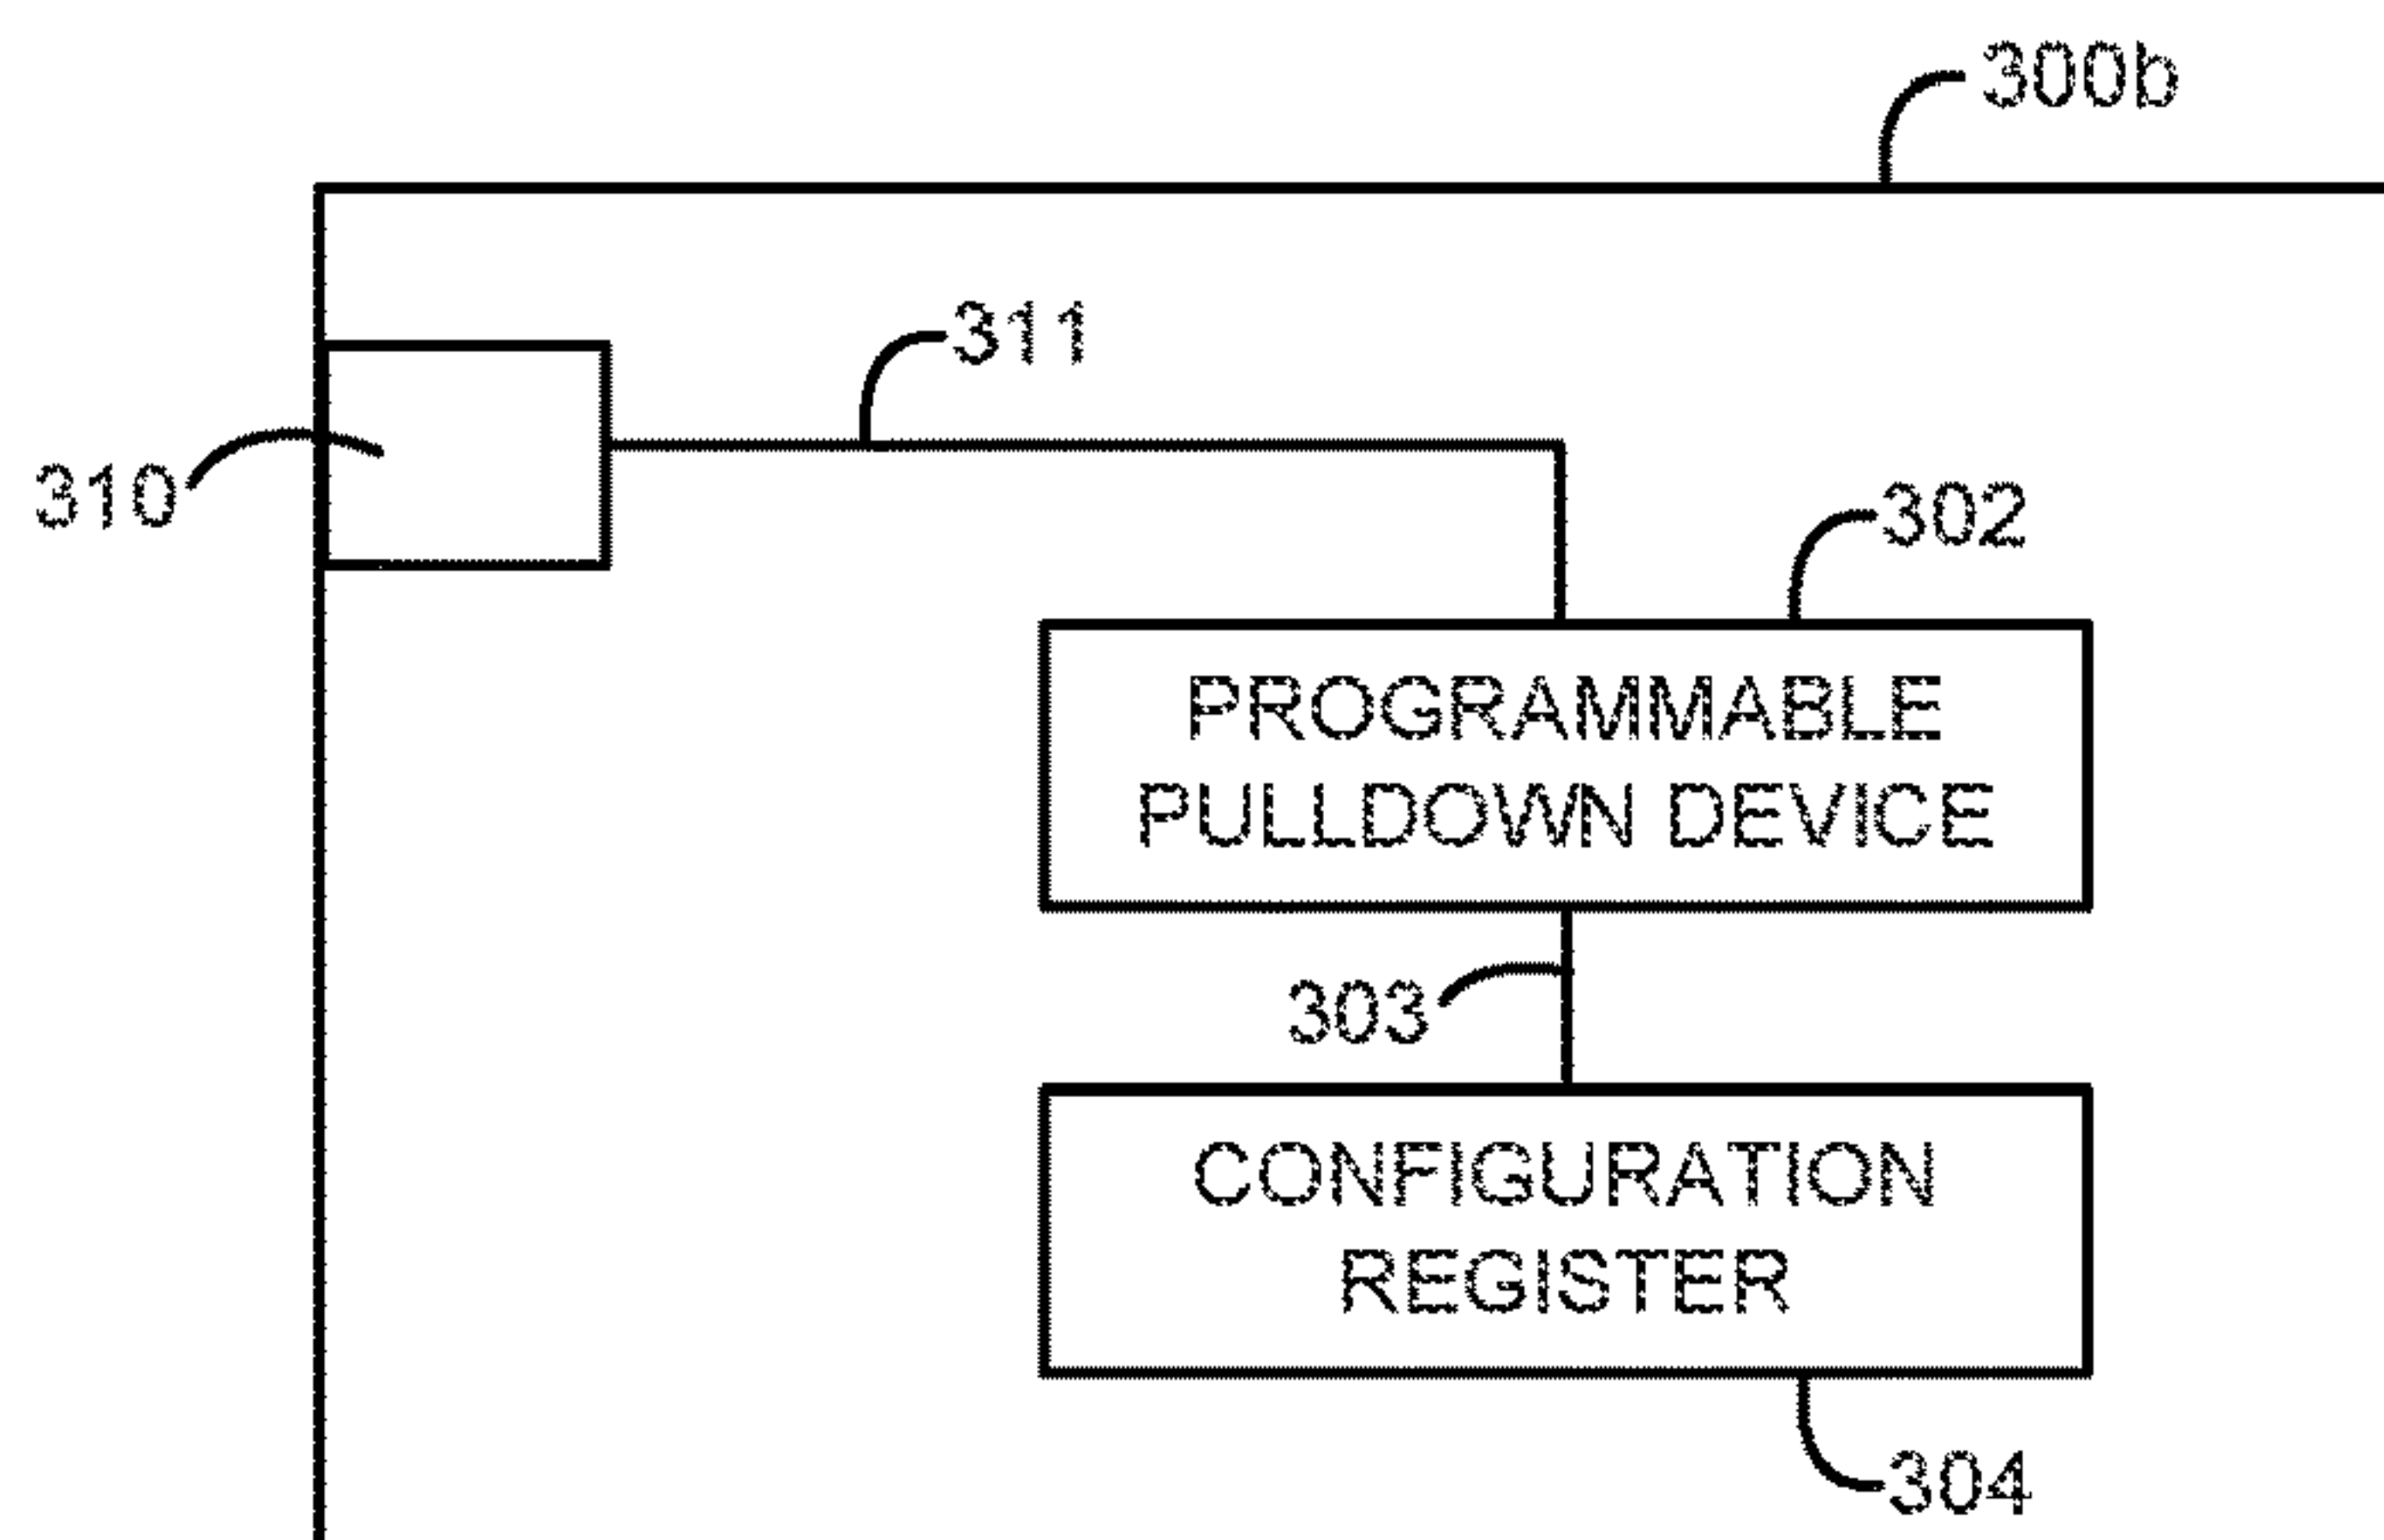 300b
311
310
302
PROGRAMMABLE
PULLDOWN DEVICE
303
CONFIGURATION
REGISTER
304